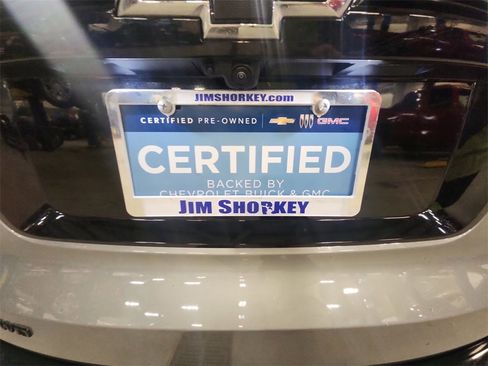 JIMSHORKEY.com
CERTIFIED PRE-OWNED | GMC
CERTIFIED
BACKED BY
CHEVROLET BUICK & GMC
JIM SHORKEY